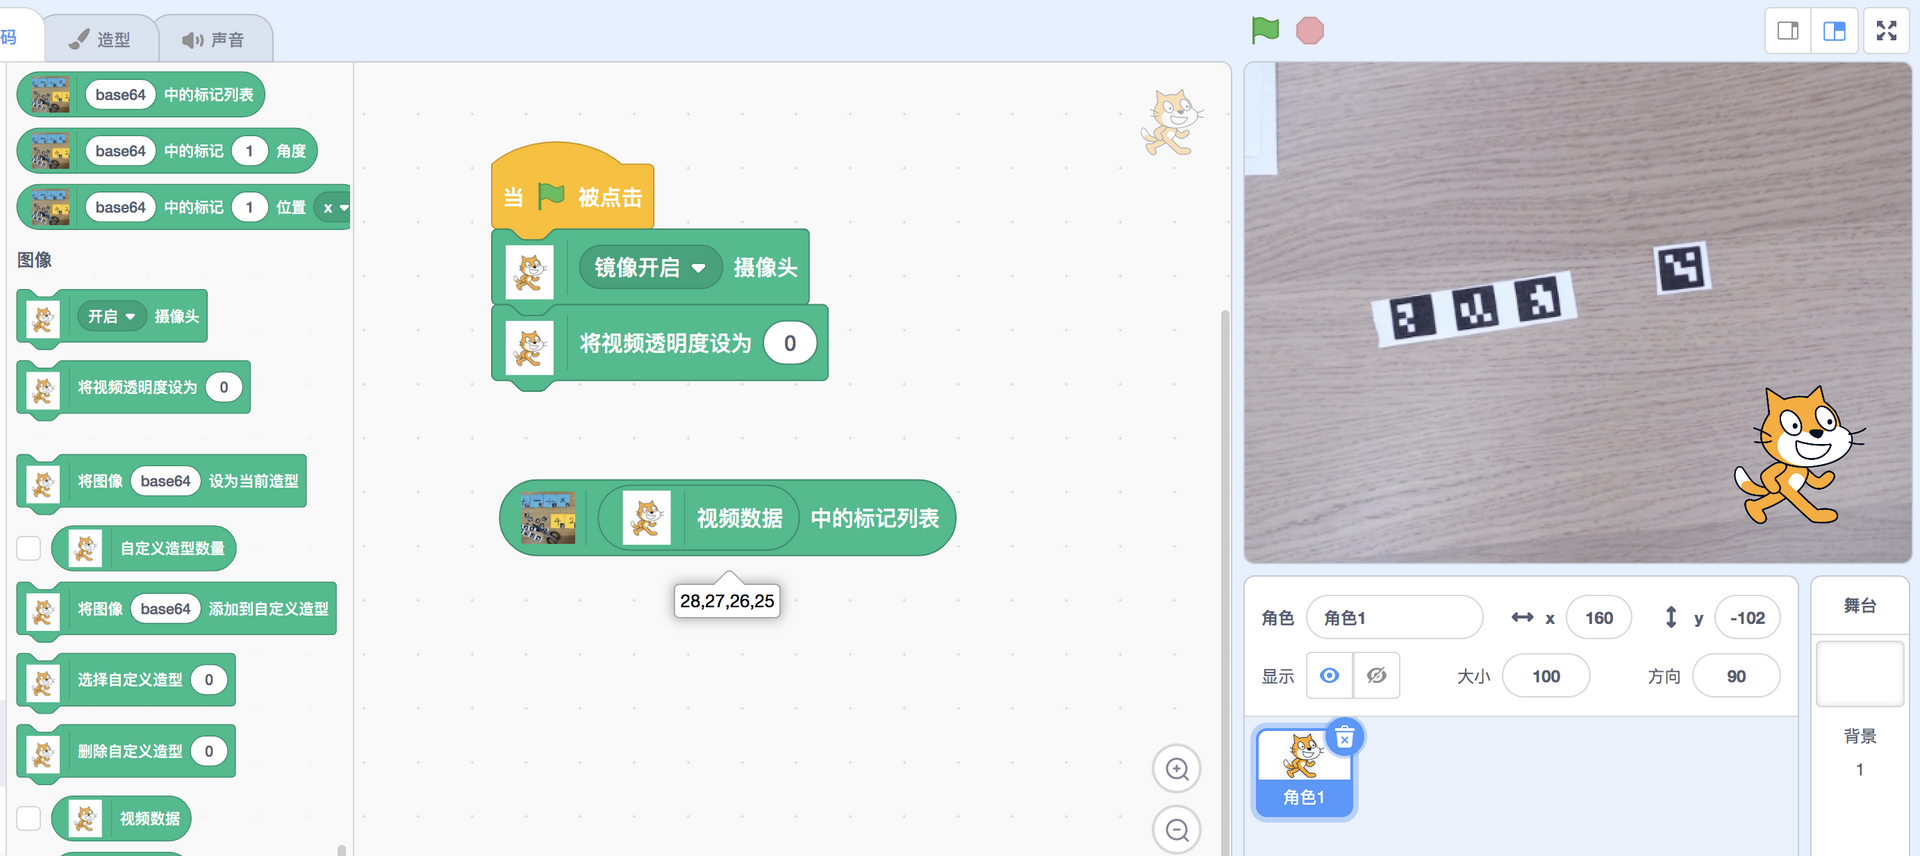 码
造型
声音
base64 中的标记列表
base64 中的标记 1 角度
base64 中的标记 1 位置 x
图像
开启 摄像头
将视频透明度设为 0
将图像 base64 设为当前造型
自定义造型数量
将图像 base64 添加到自定义造型
选择自定义造型 0
删除自定义造型 0
视频数据
当 被点击
镜像开启 摄像头
将视频透明度设为 0
视频数据 中的标记列表
28,27,26,25
角色 角色1 x 160 y -102
显示 大小 100 方向 90
角色1
舞台
背景
1